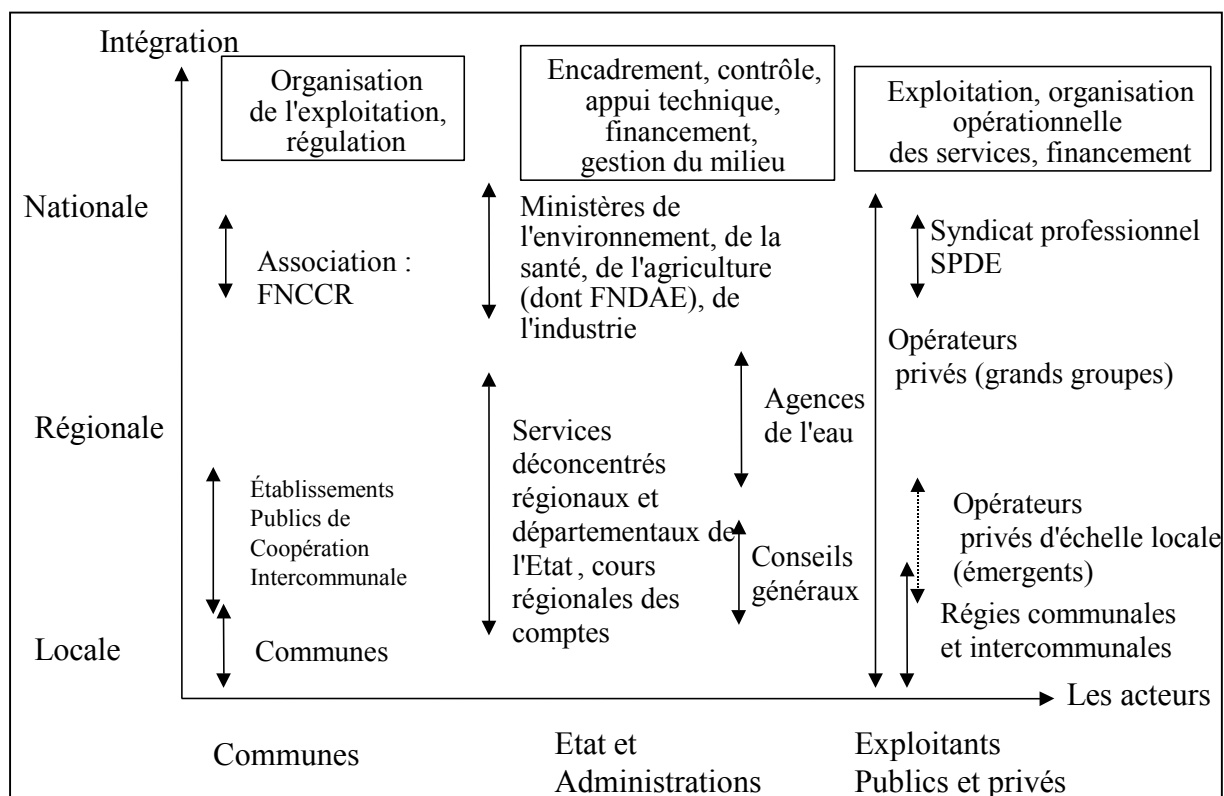 Intégration
Organisation
de l'exploitation,
régulation
Encadrement, contrôle,
appui technique,
financement,
gestion du milieu
Exploitation, organisation
opérationnelle
des services, financement
Nationale
Association :
FNCCR
Ministères de
l'environnement, de la
santé, de l'agriculture
(dont FNDAE), de
l'industrie
Syndicat professionnel
SPDE
Opérateurs
privés (grands groupes)
Régionale
Établissements
Publics de
Coopération
Intercommunale
Services
déconcentrés
régionaux et
départementaux de
l'Etat , cours
régionales des
comptes
Agences
de l'eau
Conseils
généraux
Opérateurs
privés d'échelle locale
(émergents)
Régies communales
et intercommunales
Locale
Communes
Les acteurs
Communes
Etat et
Administrations
Exploitants
Publics et privés